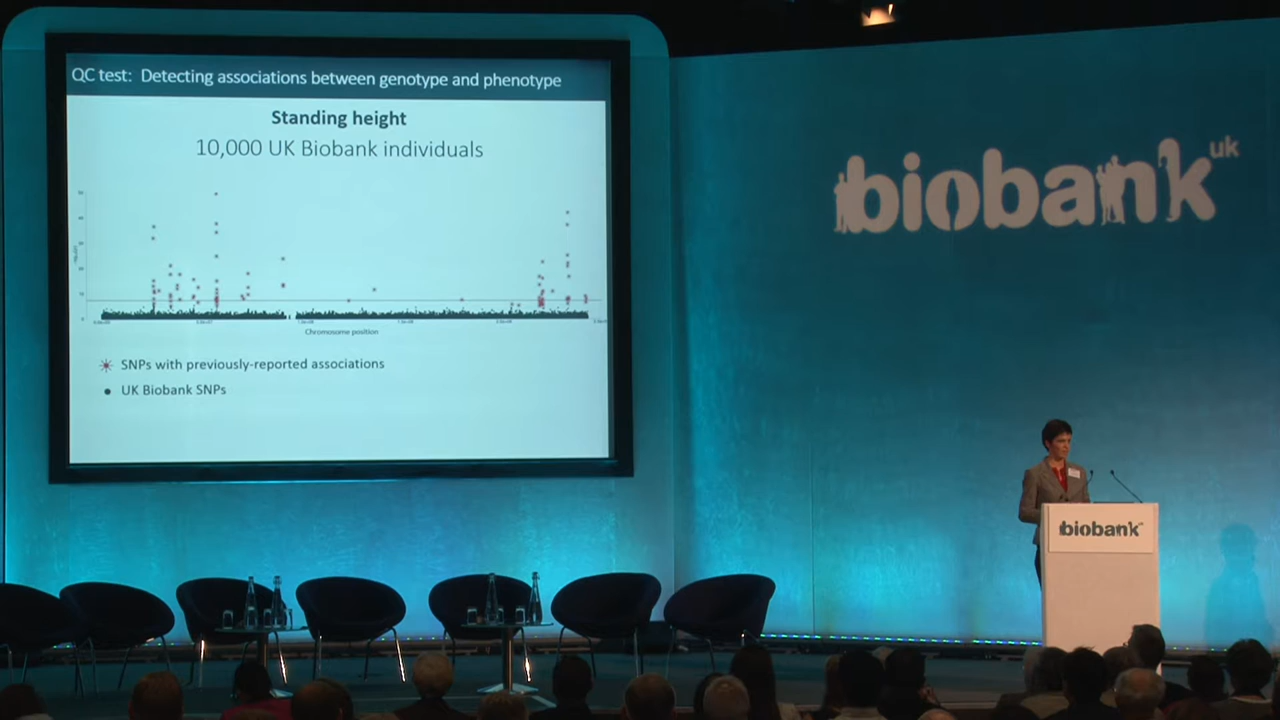 QC test: Detecting associations between genotype and phenotype
Standing height
10,000 UK Biobank individuals
Chromosome position
SNPs with previously-reported associations
UK Biobank SNPs
biobank uk
biobank